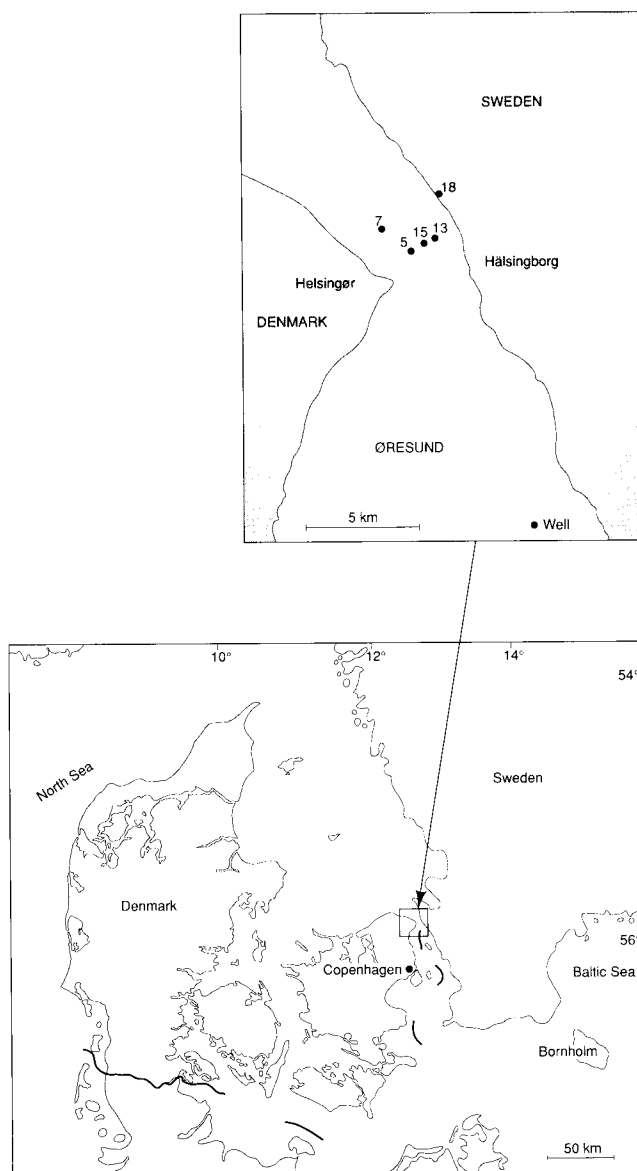 SWEDEN
18
7
15
13
5
Hälsingborg
Helsingør
DENMARK
ØRESUND
5 km
Well
10°
12°
14°
54°
North Sea
Sweden
Denmark
56°
Copenhagen
Baltic Sea
Bornholm
50 km